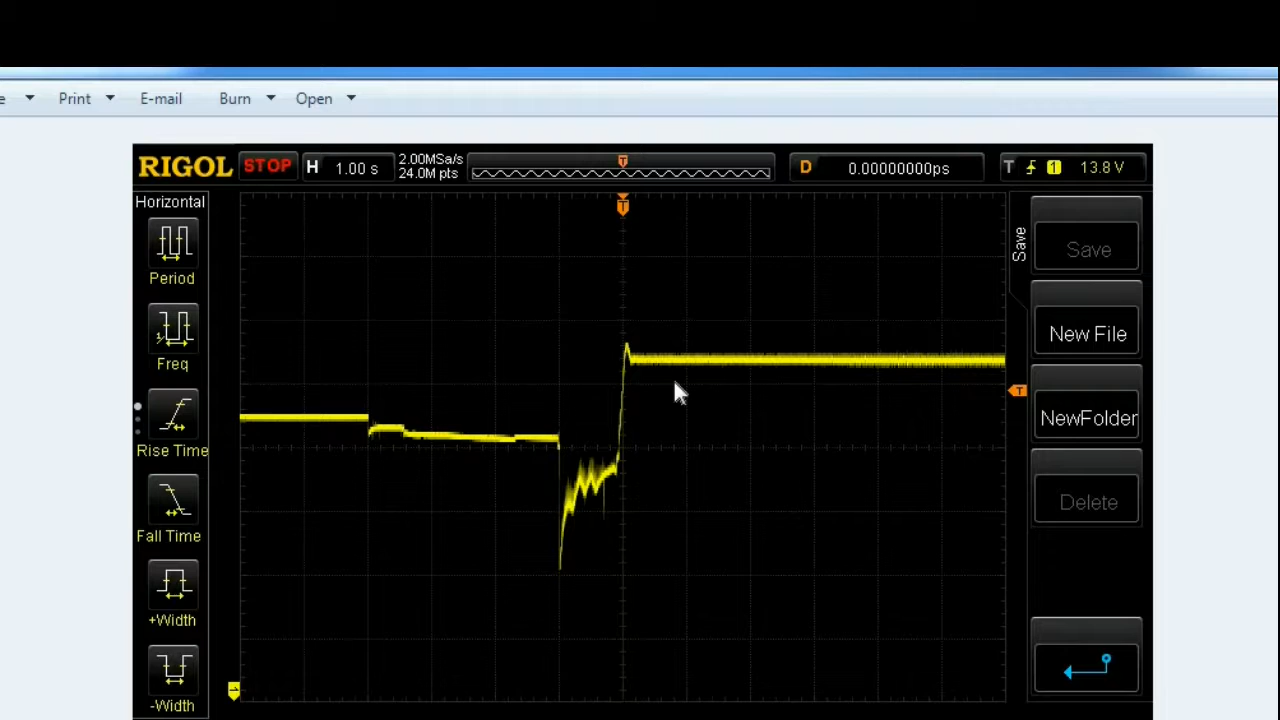 e Print E-mail Burn Open
RIGOL STOP H 1.00 s 2.00MSa/s 24.0M pts T D 0.00000000ps T 1 13.8 V
Horizontal
T
Period
Freq
Rise Time
T
Fall Time
+Width
-Width
Save
Save
New File
NewFolder
Delete